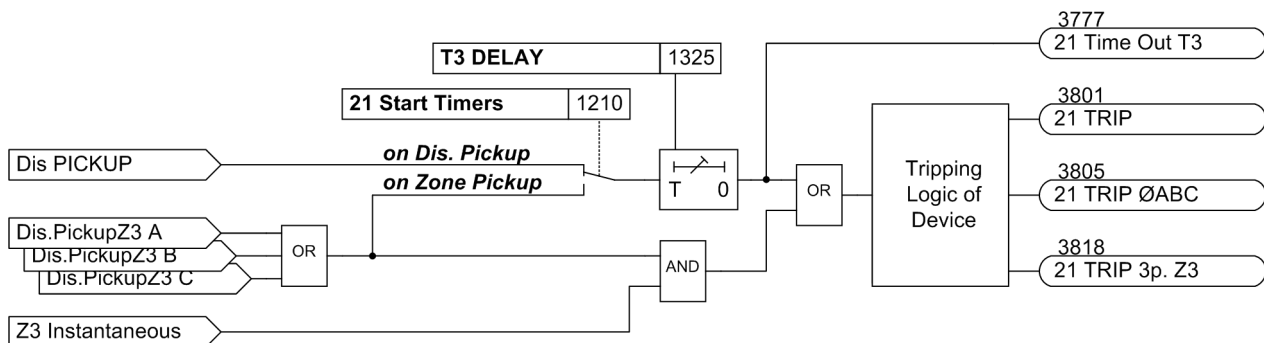 3777
21 Time Out T3
T3 DELAY 1325
21 Start Timers 1210
3801
21 TRIP
Dis PICKUP
on Dis. Pickup
on Zone Pickup
T 0
OR
Tripping
Logic of
Device
3805
21 TRIP ØABC
Dis.PickupZ3 A
Dis.PickupZ3 B
Dis.PickupZ3 C
OR
AND
3818
21 TRIP 3p. Z3
Z3 Instantaneous